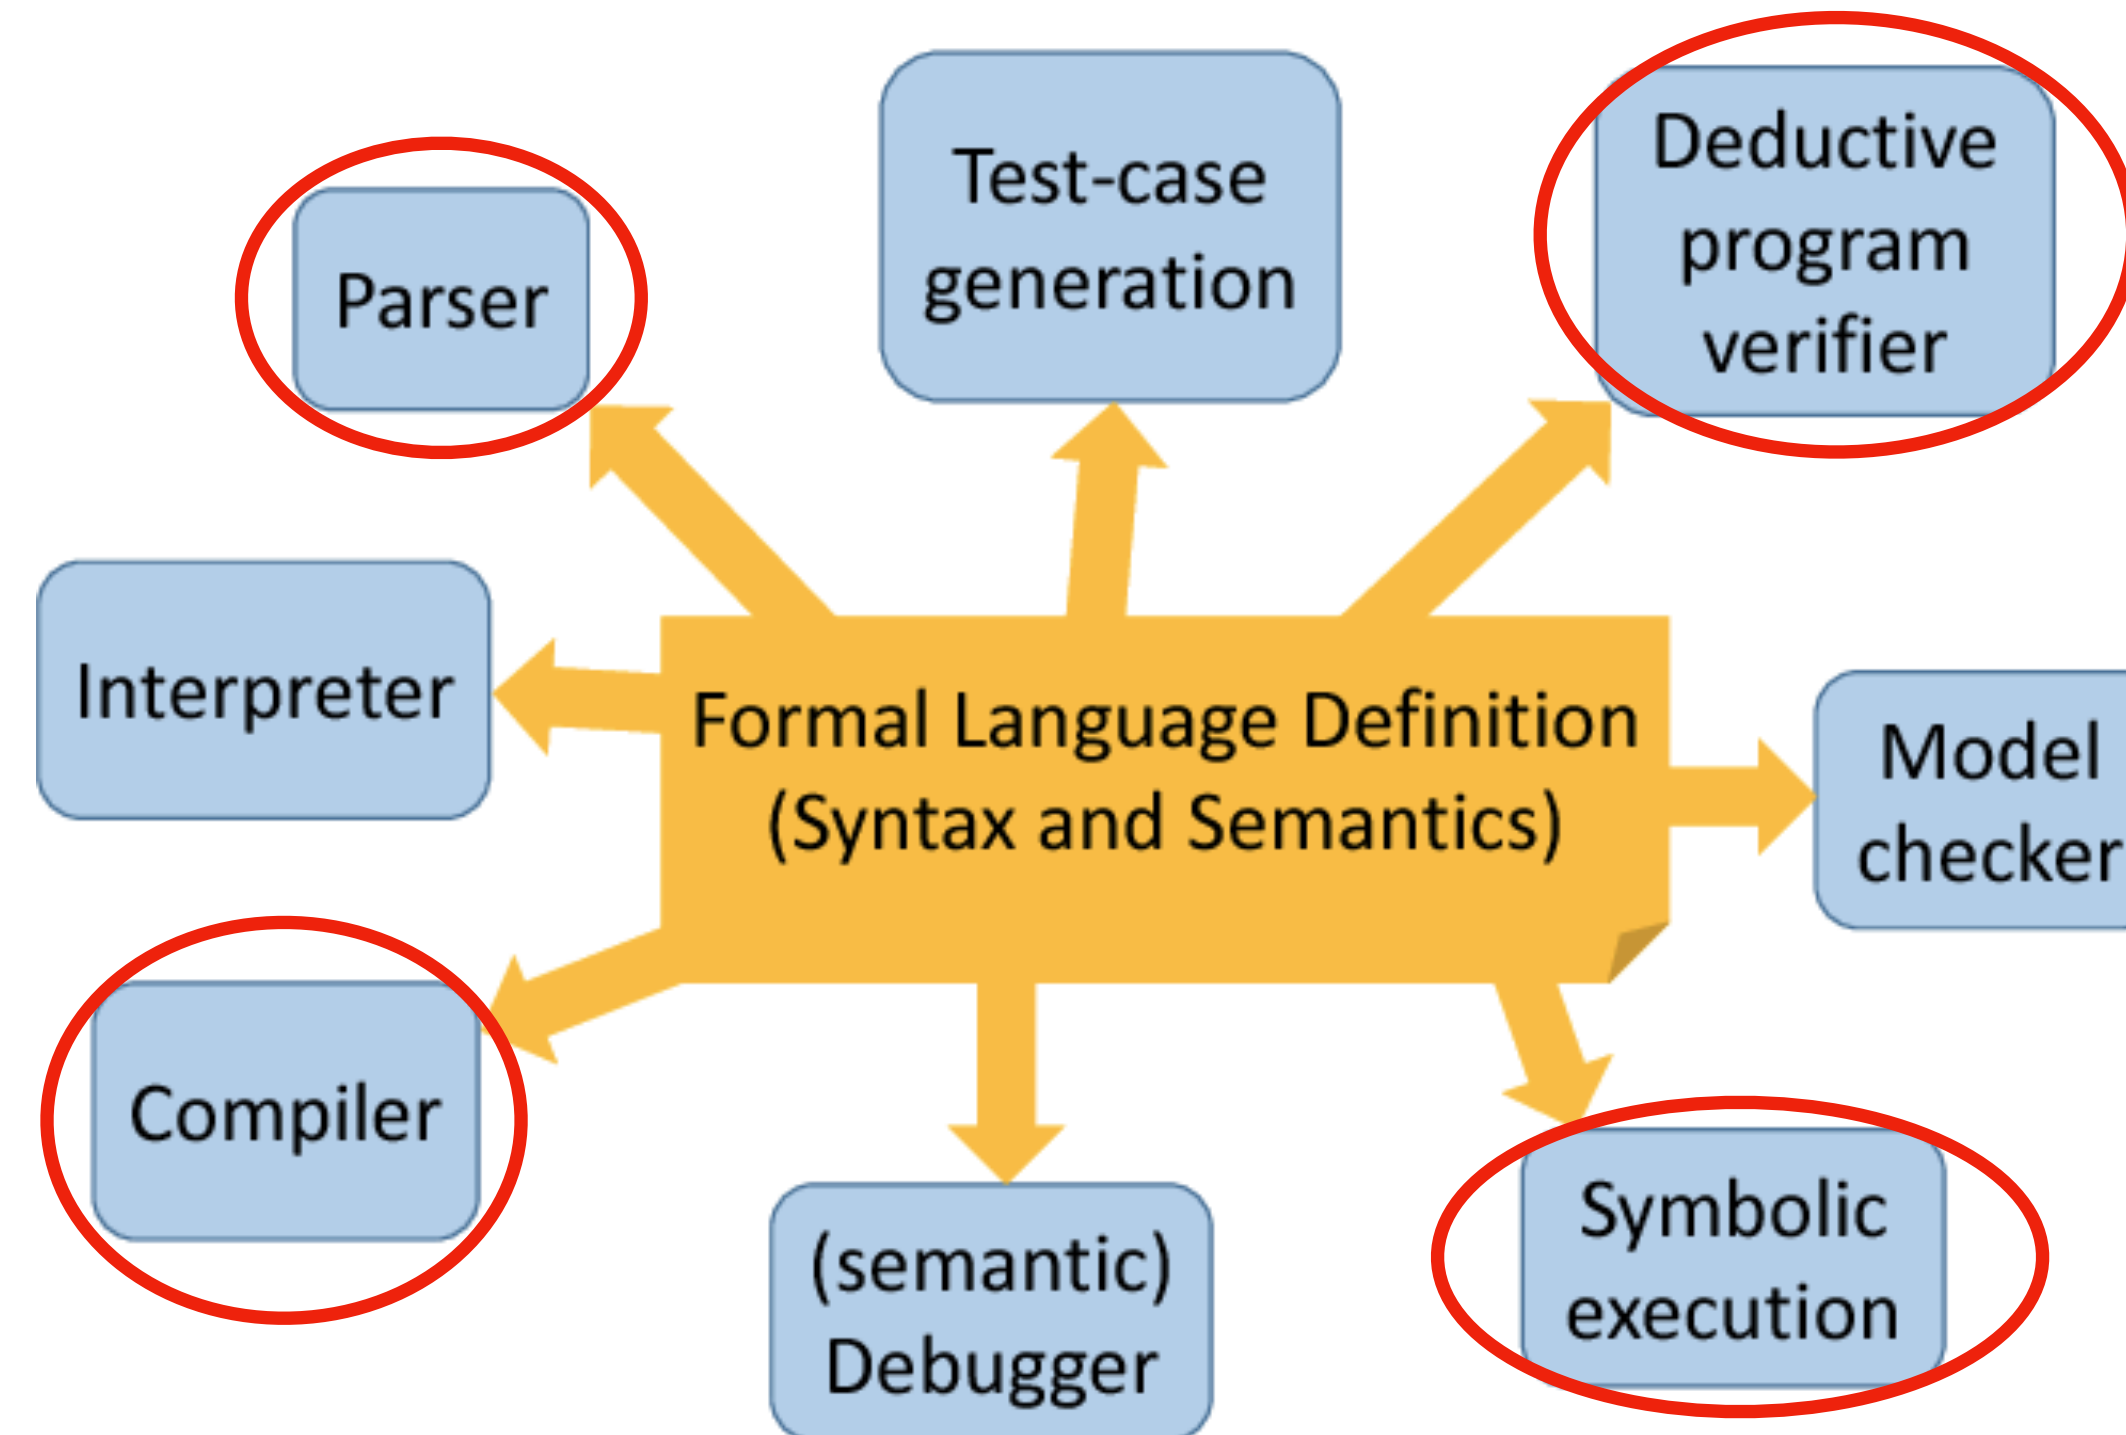 Test-case
generation
Deductive
program
verifier
Parser
Interpreter
Formal Language Definition
(Syntax and Semantics)
Model
checker
Compiler
(semantic)
Debugger
Symbolic
execution